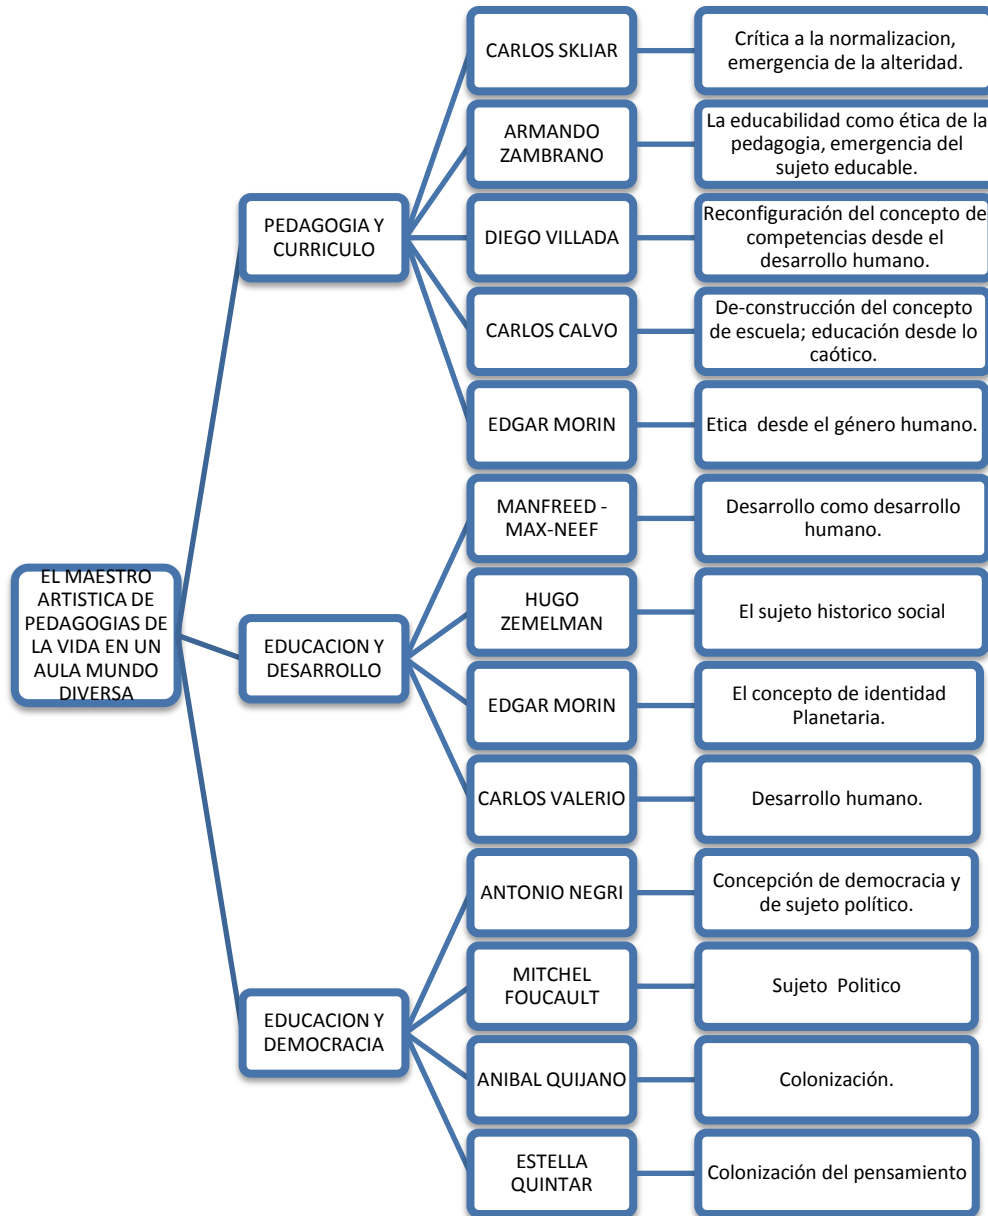 CARLOS SKLIAR
Crítica a la normalizacion,
emergencia de la alteridad.
ARMANDO
ZAMBRANO
La educabilidad como ética de la
pedagogia, emergencia del
sujeto educable.
PEDAGOGIA Y
CURRICULO
DIEGO VILLADA
Reconfiguración del concepto de
competencias desde el
desarrollo humano.
CARLOS CALVO
De-construcción del concepto
de escuela; educación desde lo
caótico.
EDGAR MORIN
Etica desde el género humano.
MANFREED -
MAX-NEEF
Desarrollo como desarrollo
humano.
EL MAESTRO
ARTISTICA DE
PEDAGOGIAS DE
LA VIDA EN UN
AULA MUNDO
DIVERSA
EDUCACION Y
DESARROLLO
HUGO
ZEMELMAN
El sujeto historico social
EDGAR MORIN
El concepto de identidad
Planetaria.
CARLOS VALERIO
Desarrollo humano.
ANTONIO NEGRI
Concepción de democracia y
de sujeto político.
EDUCACION Y
DEMOCRACIA
MITCHEL
FOUCAULT
Sujeto Politico
ANIBAL QUIJANO
Colonización.
ESTELLA
QUINTAR
Colonización del pensamiento